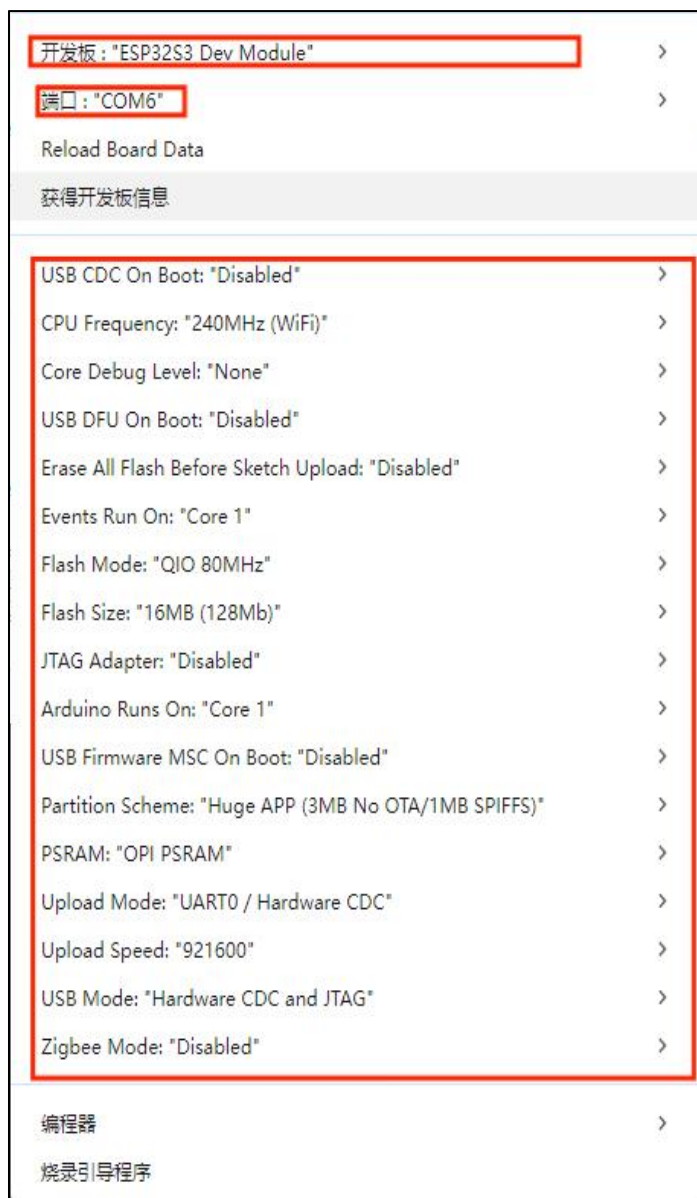 开发板 : "ESP32S3 Dev Module"
端口 : "COM6"
Reload Board Data
获得开发板信息
USB CDC On Boot: "Disabled"
CPU Frequency: "240MHz (WiFi)"
Core Debug Level: "None"
USB DFU On Boot: "Disabled"
Erase All Flash Before Sketch Upload: "Disabled"
Events Run On: "Core 1"
Flash Mode: "QIO 80MHz"
Flash Size: "16MB (128Mb)"
JTAG Adapter: "Disabled"
Arduino Runs On: "Core 1"
USB Firmware MSC On Boot: "Disabled"
Partition Scheme: "Huge APP (3MB No OTA/1MB SPIFFS)"
PSRAM: "OPI PSRAM"
Upload Mode: "UART0 / Hardware CDC"
Upload Speed: "921600"
USB Mode: "Hardware CDC and JTAG"
Zigbee Mode: "Disabled"
编程器
烧录引导程序